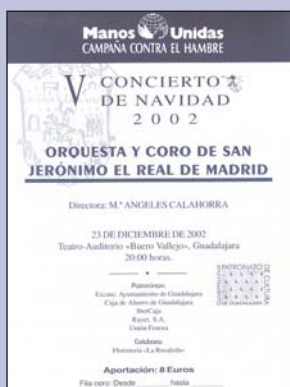 Manos Unidas
CAMPAÑA CONTRA EL HAMBRE
V CONCIERTO
DE NAVIDAD
2002
ORQUESTA Y CORO DE SAN
JERÓNIMO EL REAL DE MADRID
Directora: M.ª ANGELES CALAHORRA
23 DE DICIEMBRE DE 2002
Teatro-Auditorio «Buero Vallejo», Guadalajara
20:00 horas.
Patrocinan:
Excmo. Ayuntamiento de Guadalajara
Caja de Ahorro de Guadalajara
IberCaja
Rayet, S.A.
Unión Fenosa
PATRONATO
DE CULTURA
Colabora:
Floristería «La Rosaleda»
Aportación: 8 Euros
Fila cero: Desde hasta